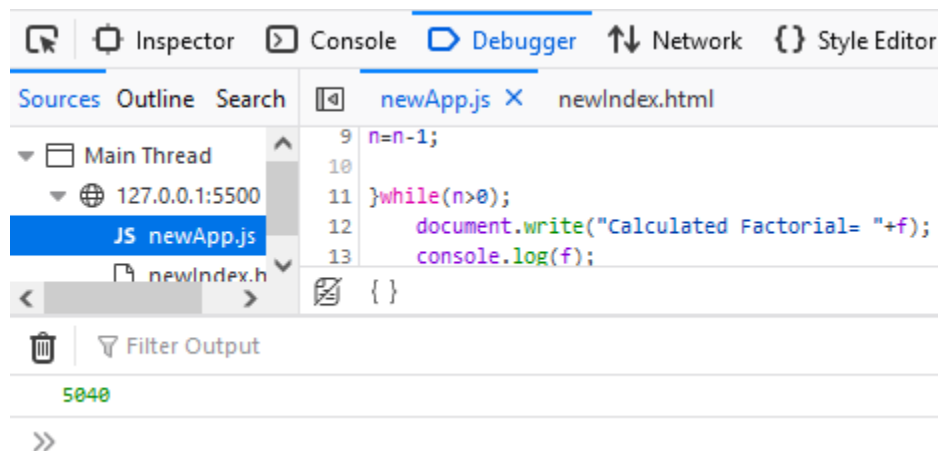 Inspector Console Debugger Network {} Style Editor
Sources Outline Search newApp.js × newIndex.html
Main Thread
127.0.0.1:5500
JS newApp.js
newIndex.h
9 n=n-1;
10
11 }while(n>0);
12 document.write("Calculated Factorial= "+f);
13 console.log(f);
{ }
Filter Output
5040
»